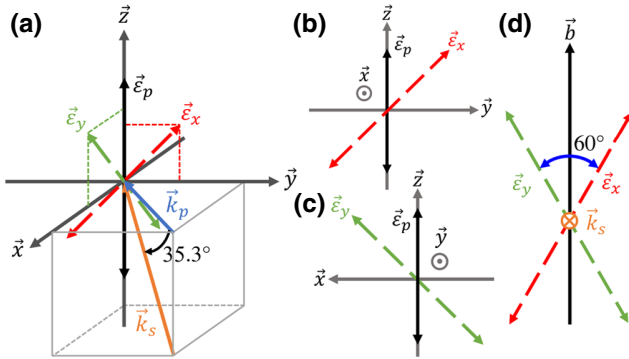 (a)
z⃗
ε⃗ₚ
ε⃗ᵧ
ε⃗ₓ
y⃗
k⃗ₚ
x⃗
35.3°
k⃗ₛ
(b)
z⃗
ε⃗ₚ
ε⃗ₓ
x⃗
y⃗
(c)
z⃗
ε⃗ᵧ
ε⃗ₚ
y⃗
x⃗
(d)
b⃗
60°
ε⃗ᵧ
ε⃗ₓ
k⃗ₛ